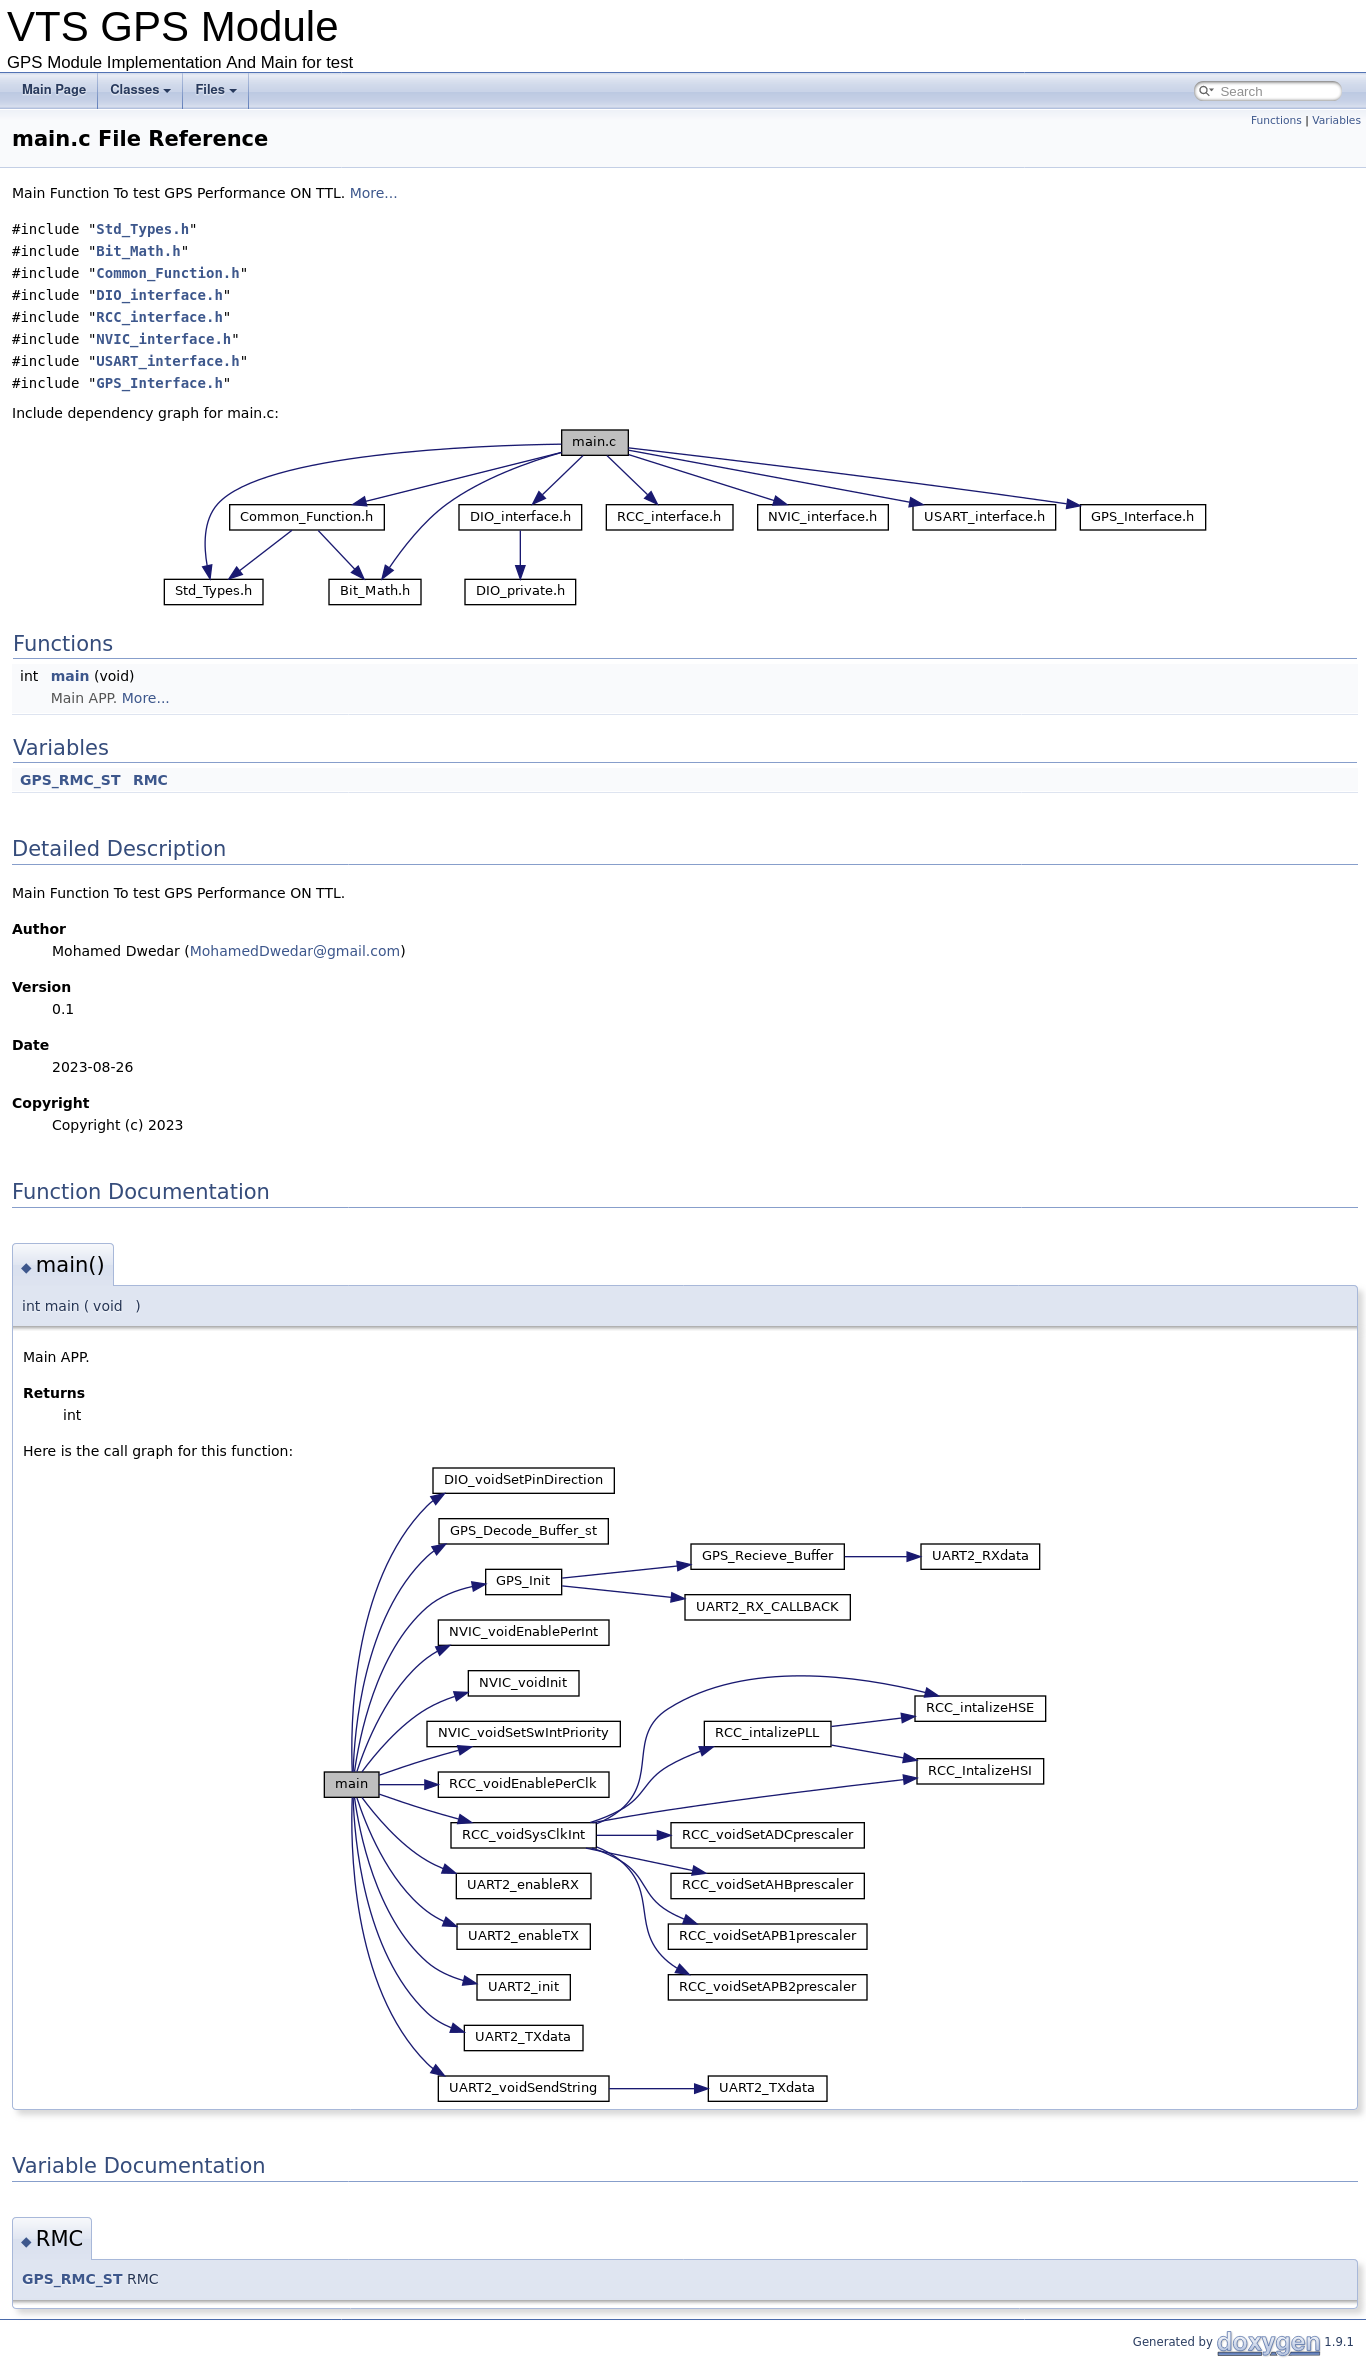 VTS GPS Module
GPS Module Implementation And Main for test
Main Page Classes Files Search
Functions | Variables
main.c File Reference
Main Function To test GPS Performance ON TTL. More...
#include "Std_Types.h"
#include "Bit_Math.h"
#include "Common_Function.h"
#include "DIO_interface.h"
#include "RCC_interface.h"
#include "NVIC_interface.h"
#include "USART_interface.h"
#include "GPS_Interface.h"
Include dependency graph for main.c:
main.c
Common_Function.h DIO_interface.h RCC_interface.h NVIC_interface.h USART_interface.h GPS_Interface.h
Std_Types.h Bit_Math.h DIO_private.h
Functions
int main (void)
Main APP. More...
Variables
GPS_RMC_ST RMC
Detailed Description
Main Function To test GPS Performance ON TTL.
Author
Mohamed Dwedar (MohamedDwedar@gmail.com)
Version
0.1
Date
2023-08-26
Copyright
Copyright (c) 2023
Function Documentation
◆ main()
int main ( void )
Main APP.
Returns
int
Here is the call graph for this function:
DIO_voidSetPinDirection
GPS_Decode_Buffer_st
GPS_Recieve_Buffer UART2_RXdata
GPS_Init
UART2_RX_CALLBACK
NVIC_voidEnablePerInt
NVIC_voidInit
RCC_intalizeHSE
NVIC_voidSetSwIntPriority RCC_intalizePLL
RCC_IntalizeHSI
main RCC_voidEnablePerClk
RCC_voidSysClkInt RCC_voidSetADCprescaler
UART2_enableRX RCC_voidSetAHBprescaler
UART2_enableTX RCC_voidSetAPB1prescaler
UART2_init RCC_voidSetAPB2prescaler
UART2_TXdata
UART2_voidSendString UART2_TXdata
Variable Documentation
◆ RMC
GPS_RMC_ST RMC
Generated by doxygen 1.9.1